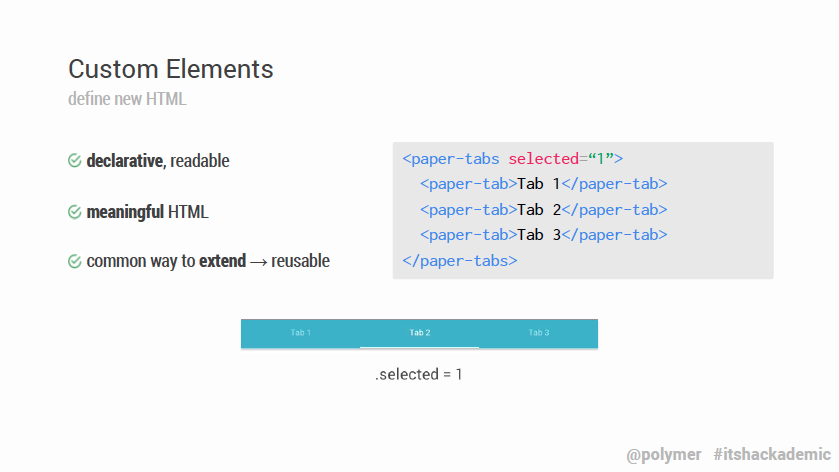 Custom Elements
define new HTML
declarative, readable
meaningful HTML
common way to extend → reusable
<paper-tabs selected=“1”>
<paper-tab>Tab 1</paper-tab>
<paper-tab>Tab 2</paper-tab>
<paper-tab>Tab 3</paper-tab>
</paper-tabs>
Tab 1 Tab 2 Tab 3
.selected = 1
@polymer #itshackademic